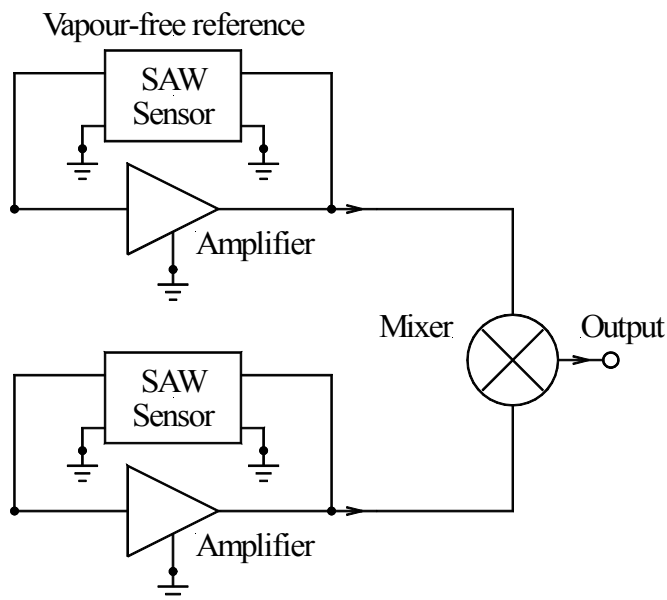 Vapour-free reference
SAW
Sensor
Amplifier
Mixer
Output
SAW
Sensor
Amplifier